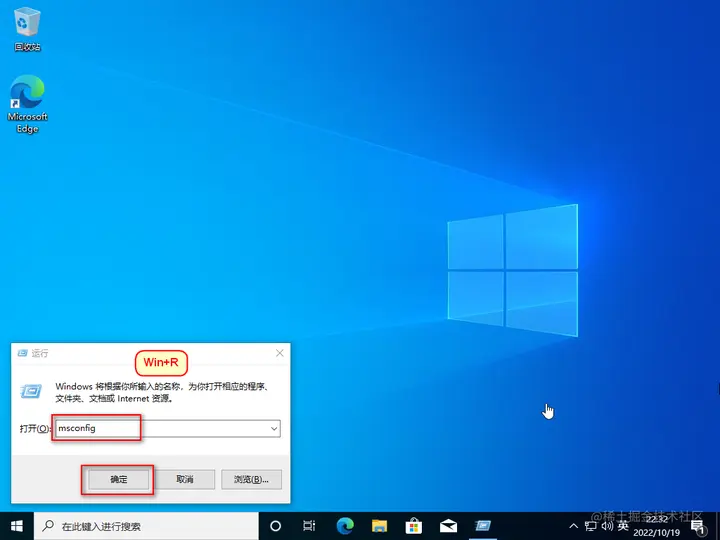 回收站
Microsoft
Edge
运行
Win+R
Windows 将根据你所输入的名称，为你打开相应的程序、
文件夹、文档或 Internet 资源。
打开(O):
msconfig
确定
取消
浏览(B)...
在此键入进行搜索
英
22:32
2022/10/19
1
@稀土掘金技术社区